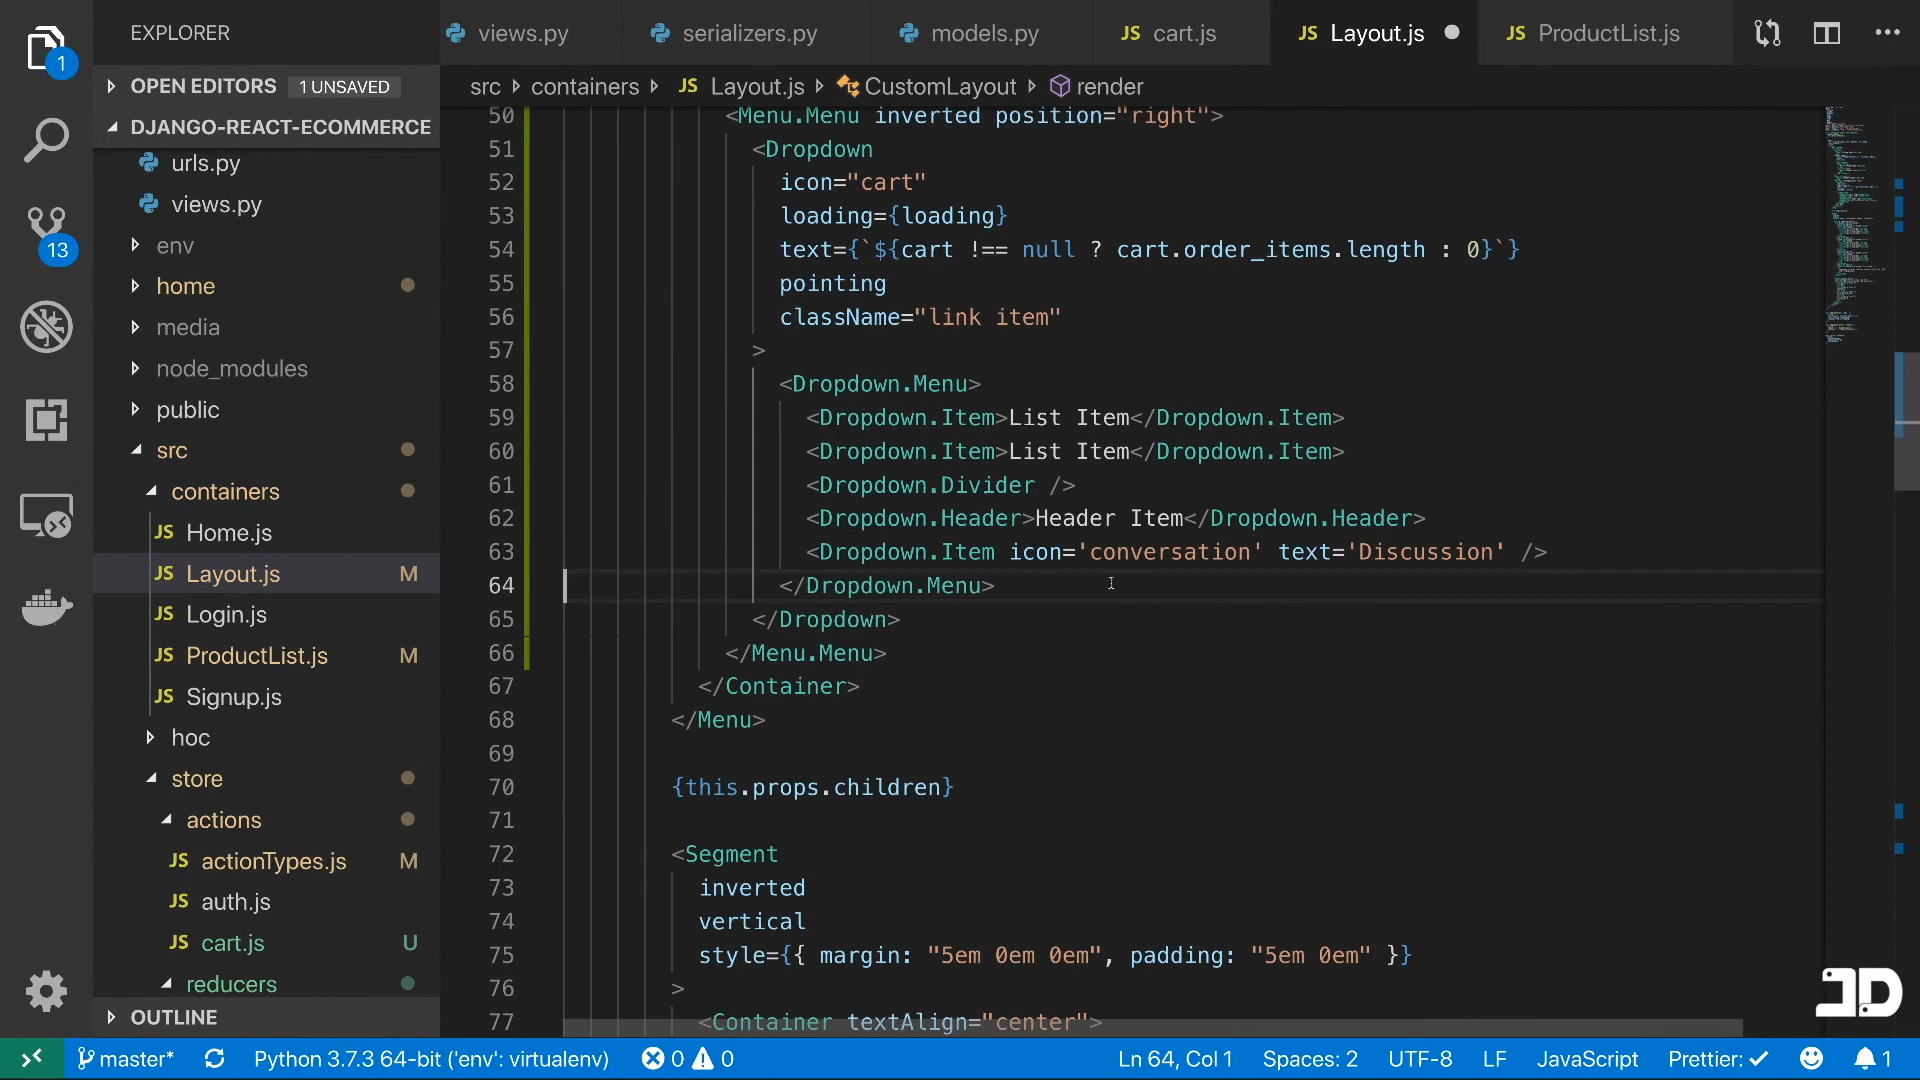 EXPLORER
views.py
serializers.py
models.py
JS cart.js
JS Layout.js
JS ProductList.js
1
OPEN EDITORS 1 UNSAVED
src containers JS Layout.js CustomLayout render
DJANGO-REACT-ECOMMERCE
urls.py
views.py
env
13
home
media
node_modules
public
src
containers
JS Home.js
JS Layout.js M
JS Login.js
JS ProductList.js M
JS Signup.js
hoc
store
actions
JS actionTypes.js M
JS auth.js
JS cart.js U
reducers
OUTLINE
50 <Menu.Menu inverted position="right">
51 <Dropdown
52 icon="cart"
53 loading={loading}
54 text={`${cart !== null ? cart.order_items.length : 0}`}
55 pointing
56 className="link item"
57 >
58 <Dropdown.Menu>
59 <Dropdown.Item>List Item</Dropdown.Item>
60 <Dropdown.Item>List Item</Dropdown.Item>
61 <Dropdown.Divider />
62 <Dropdown.Header>Header Item</Dropdown.Header>
63 <Dropdown.Item icon='conversation' text='Discussion' />
64 </Dropdown.Menu>
65 </Dropdown>
66 </Menu.Menu>
67 </Container>
68 </Menu>
69
70 {this.props.children}
71
72 <Segment
73 inverted
74 vertical
75 style={{ margin: "5em 0em 0em", padding: "5em 0em" }}
76 >
77 <Container textAlign="center">
JD
master* Python 3.7.3 64-bit ('env': virtualenv) 0 0 Ln 64, Col 1 Spaces: 2 UTF-8 LF JavaScript Prettier: ✓ 1